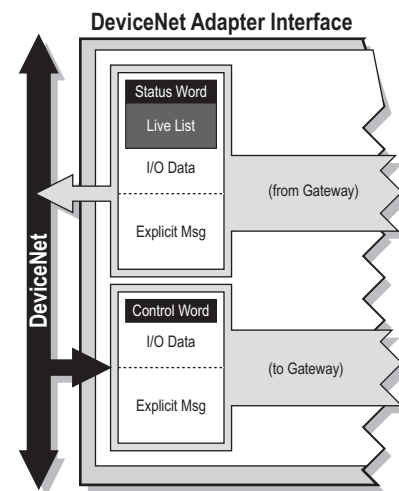 DeviceNet Adapter Interface
DeviceNet
Status Word
Live List
I/O Data
Explicit Msg
(from Gateway)
Control Word
I/O Data
Explicit Msg
(to Gateway)